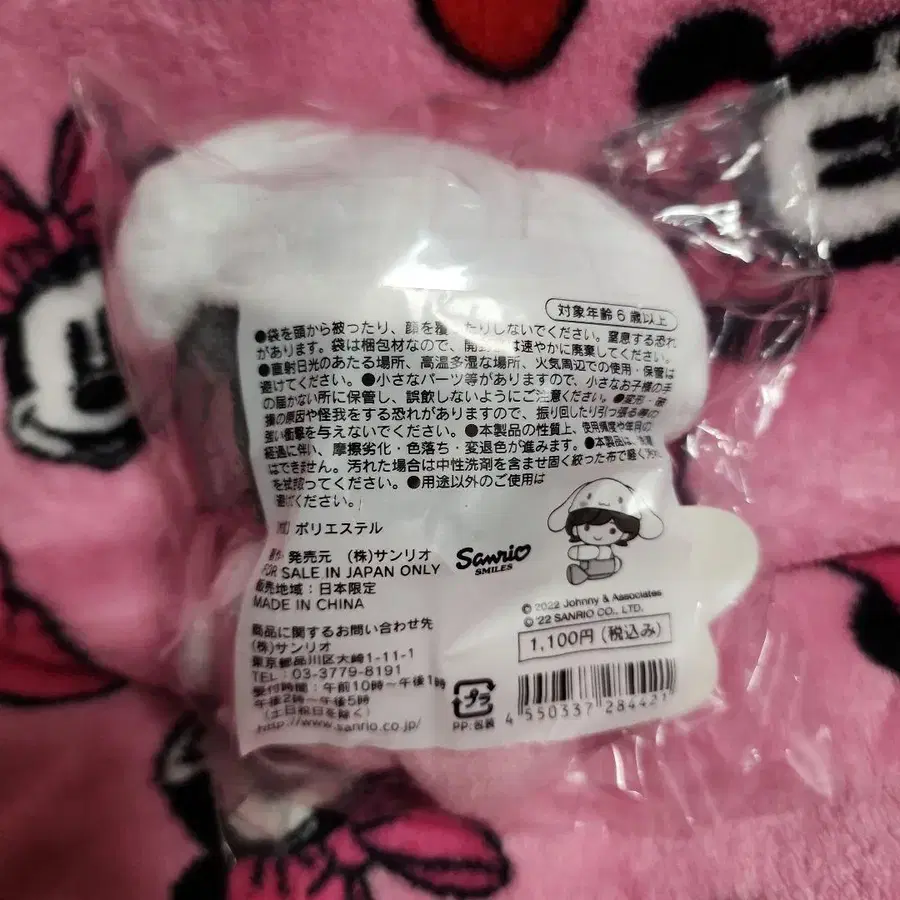 対象年齢6歳以上
●袋を頭から被ったり、顔を覆ったりしないでください。窒息する恐れ
があります。袋は梱包材なので、開封は速やかに廃棄してください。
●直射日光のあたる場所、高温多湿な場所、火気周辺での使用・保管は
避けてください。●小さなパーツ等がありますので、小さなお子様の手
の届かない所に保管し、誤飲しないようにご注意ください。●変形・破
損の原因や怪我をする恐れがありますので、振り回したり引っ張る等の
強い衝撃を与えないでください。●本製品の性質上、使用頻度や年月の
経過に伴い、摩擦劣化・色落ち・変退色が進みます。●本製品は、
はできません。汚れた場合は中性洗剤を含ませ固く絞った布で軽く汚れ
を拭取ってください。●用途以外のご使用は
避けてください。
ポリエステル
発売元 (株)サンリオ
FOR SALE IN JAPAN ONLY
販売地域:日本限定
MADE IN CHINA
Sanrio
SMILES
© 2022 Johnny & Associates
© '22 SANRIO CO., LTD.
1,100円(税込み)
商品に関するお問い合わせ先
(株)サンリオ
東京都品川区大崎1-11-1
TEL:03-3779-8191
受付時間:午前10時〜午後1時
午後2時〜午後5時
(土日祝日を除く)
http://www.sanrio.co.jp/
プラ
PP:包装
4 550337 284421